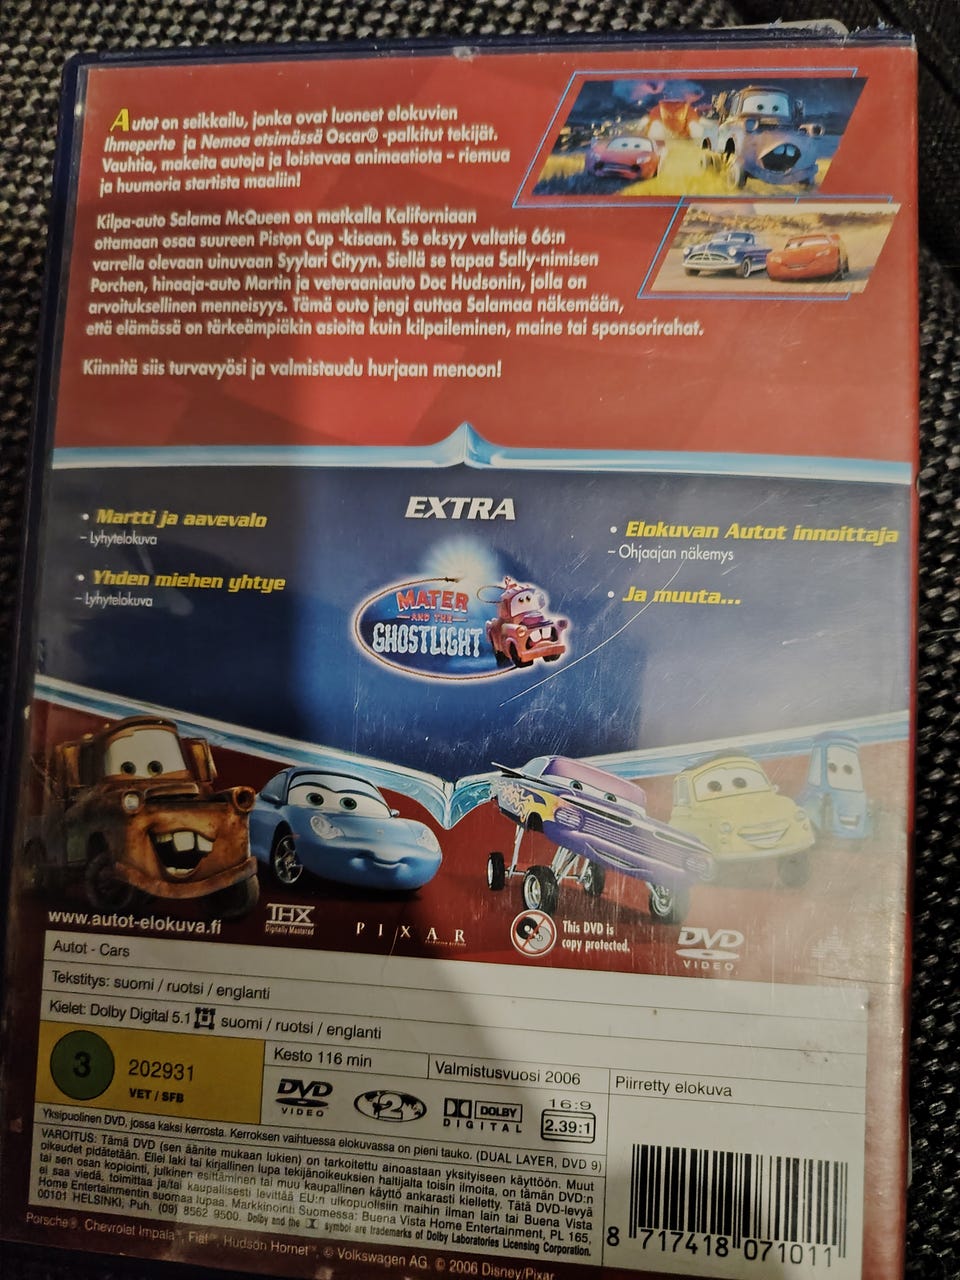 Autot on seikkailu, jonka ovat luoneet elokuvien
Ihmeperhe ja Nemoa etsimässä Oscar® -palkitut tekijät.
Vauhtia, makeita autoja ja loistavaa animaatiota – riemua
ja huumoria startista maaliin!
Kilpa-auto Salama McQueen on matkalla Kaliforniaan
ottamaan osaa suureen Piston Cup -kisaan. Se eksyy valtatie 66:n
varrella olevaan uinuvaan Syylari Cityyn. Siellä se tapaa Sally-nimisen
Porchen, hinaaja-auto Martin ja veteraaniauto Doc Hudsonin, jolla on
arvoituksellinen menneisyys. Tämä outo jengi auttaa Salamaa näkemään,
että elämässä on tärkeämpiäkin asioita kuin kilpaileminen, maine tai sponsorirahat.
Kiinnitä siis turvavyösi ja valmistaudu hurjaan menoon!
EXTRA
• Martti ja aavevalo
– Lyhytelokuva
• Yhden miehen yhtye
– Lyhytelokuva
• Elokuvan Autot innoittaja
– Ohjaajan näkemys
• Ja muuta...
MATER
AND THE
GHOSTLIGHT
www.autot-elokuva.fi
THX
Digitally Mastered
PIXAR
This DVD is
copy protected.
DVD
VIDEO
Autot - Cars
Tekstitys: suomi / ruotsi / englanti
Kielet: Dolby Digital 5.1 suomi / ruotsi / englanti
3
202931
VET / SFB
Kesto 116 min
Valmistusvuosi 2006
Piirretty elokuva
DVD
VIDEO
2
DOLBY
DIGITAL
16:9
2.39:1
Yksipuolinen DVD, jossa kaksi kerrosta. Kerroksen vaihtuessa elokuvassa on pieni tauko. (DUAL LAYER, DVD 9)
VAROITUS: Tämä DVD (sen äänite mukaan lukien) on tarkoitettu ainoastaan yksityiseen käyttöön. Muut
oikeudet pidätetään. Ellei laki tai kirjallinen lupa tekijänoikeuksien haltijalta toisin ilmoita, on tämän DVD:n
tai sen osan kopiointi, julkinen esittäminen tai muu kaupallinen käyttö ankarasti kielletty. Tätä DVD-levyä
ei saa viedä, toimittaa ja/tai kaupallisesti levittää EU:n ulkopuolisiin maihin ilman lain tai Buena Vista
Home Entertainmentin suomaa lupaa. Markkinointi Suomessa: Buena Vista Home Entertainment, PL 165,
00101 HELSINKI, Puh. (09) 8562 9500. Dolby and the symbol are trademarks of Dolby Laboratories Licensing Corporation.
8 717418 071011
Porsche®, Chevrolet Impala™, Fiat™, Hudson Hornet™, © Volkswagen AG. © 2006 Disney/Pixar